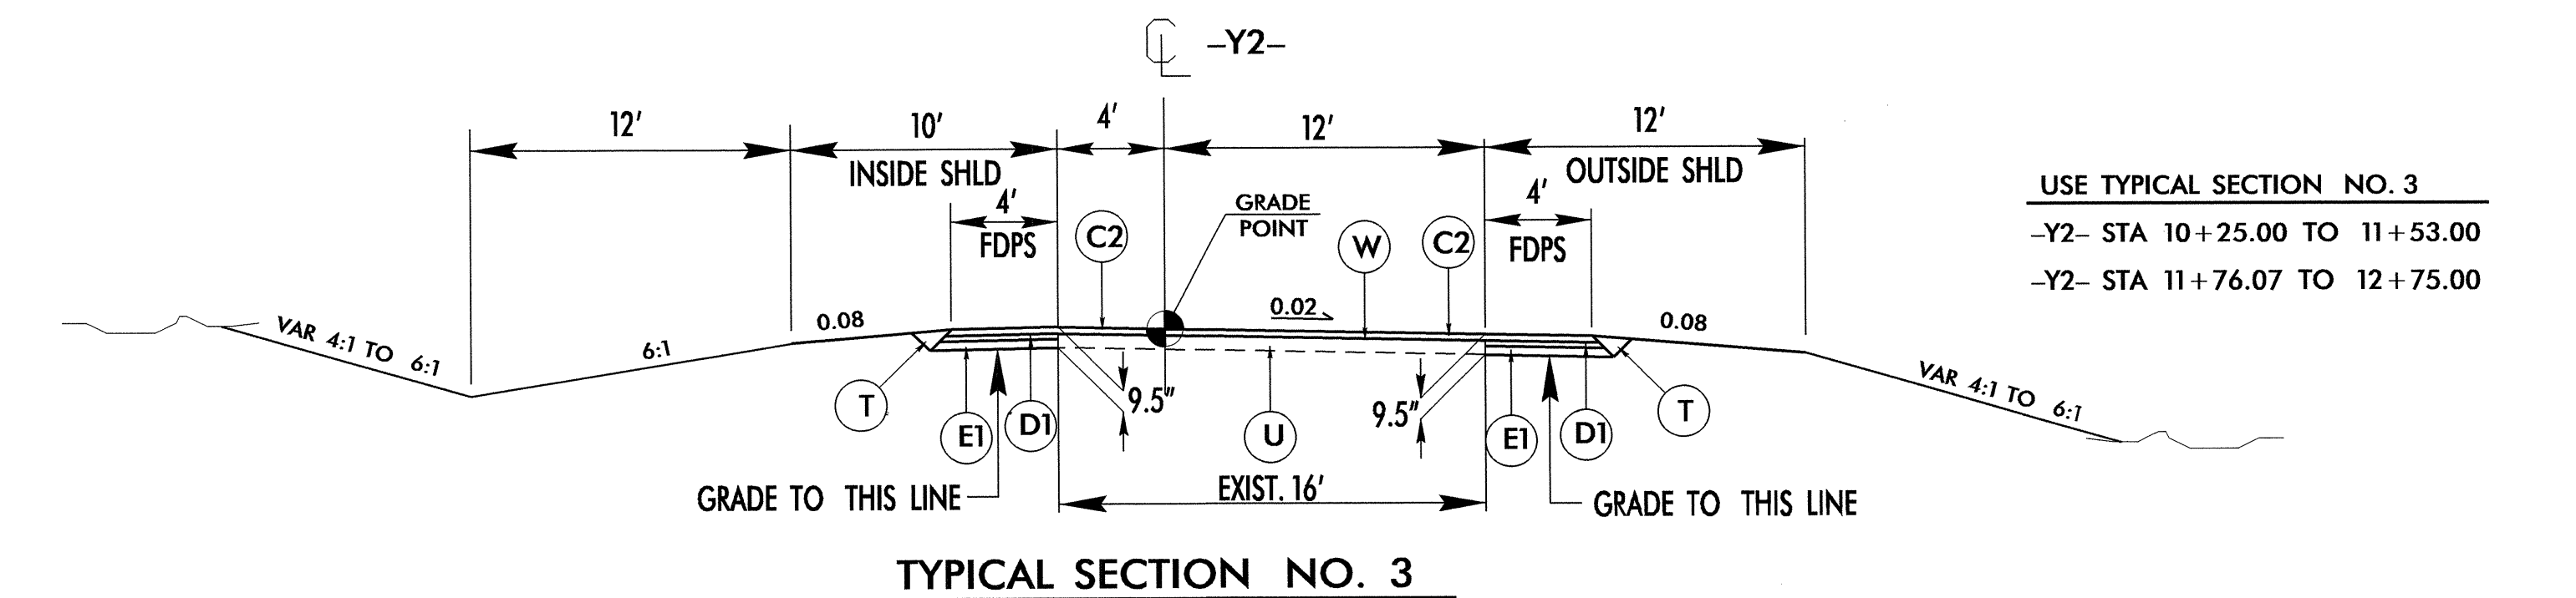 CL –Y2–
12' 10' 4' 12' 12'
INSIDE SHLD OUTSIDE SHLD
4' 4'
FDPS FDPS
GRADE
POINT
C2 W C2
USE TYPICAL SECTION NO. 3
–Y2– STA 10+25.00 TO 11+53.00
–Y2– STA 11+76.07 TO 12+75.00
VAR 4:1 TO 6:1
6:1
0.08
0.02
0.08
VAR 4:1 TO 6:1
T E1 D1 9.5" U 9.5" E1 D1 T
EXIST. 16'
GRADE TO THIS LINE
GRADE TO THIS LINE
TYPICAL SECTION NO. 3